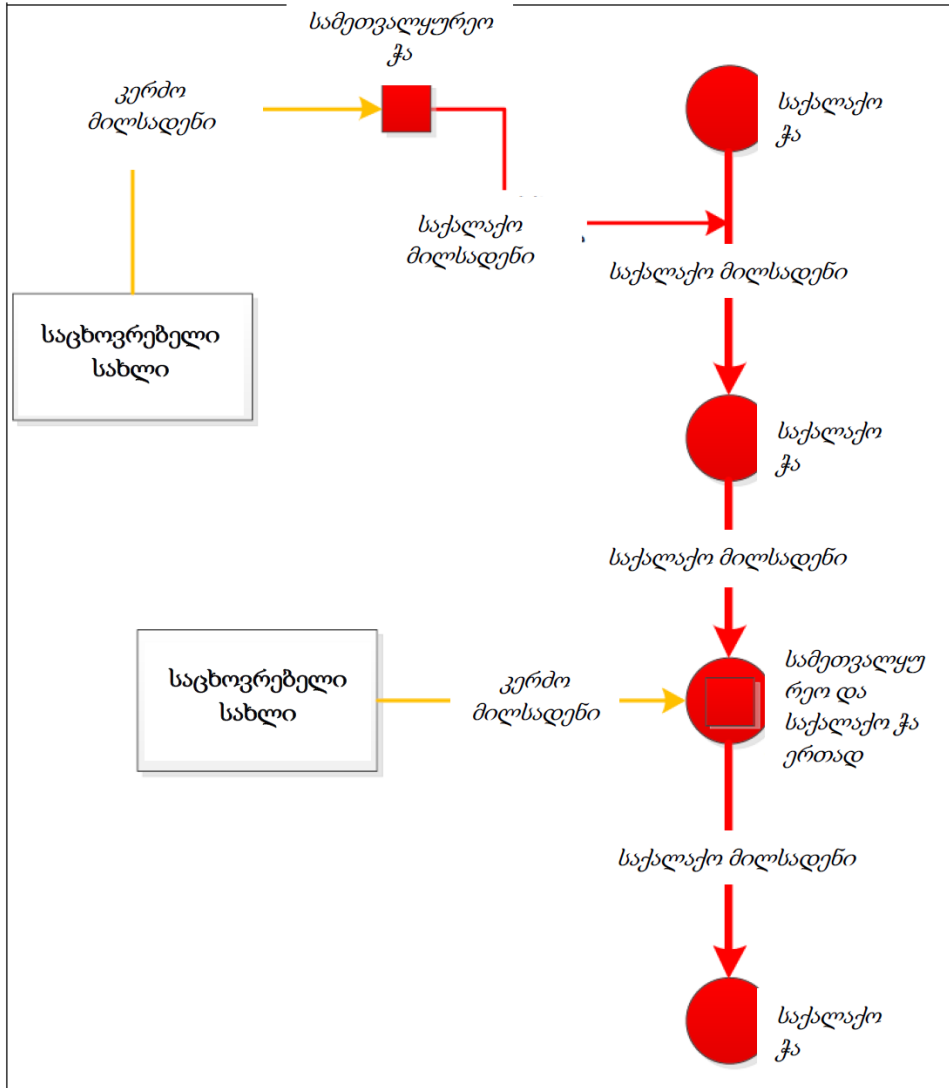 სამეთვალყურეო
ჭა
კერძო
მილსადენი
საქალაქო
ჭა
საქალაქო
მილსადენი
საქალაქო მილსადენი
საცხოვრებელი
სახლი
საქალაქო
ჭა
საქალაქო მილსადენი
საცხოვრებელი
სახლი
კერძო
მილსადენი
სამეთვალყუ
რეო და
საქალაქო ჭა
ერთად
საქალაქო მილსადენი
საქალაქო
ჭა